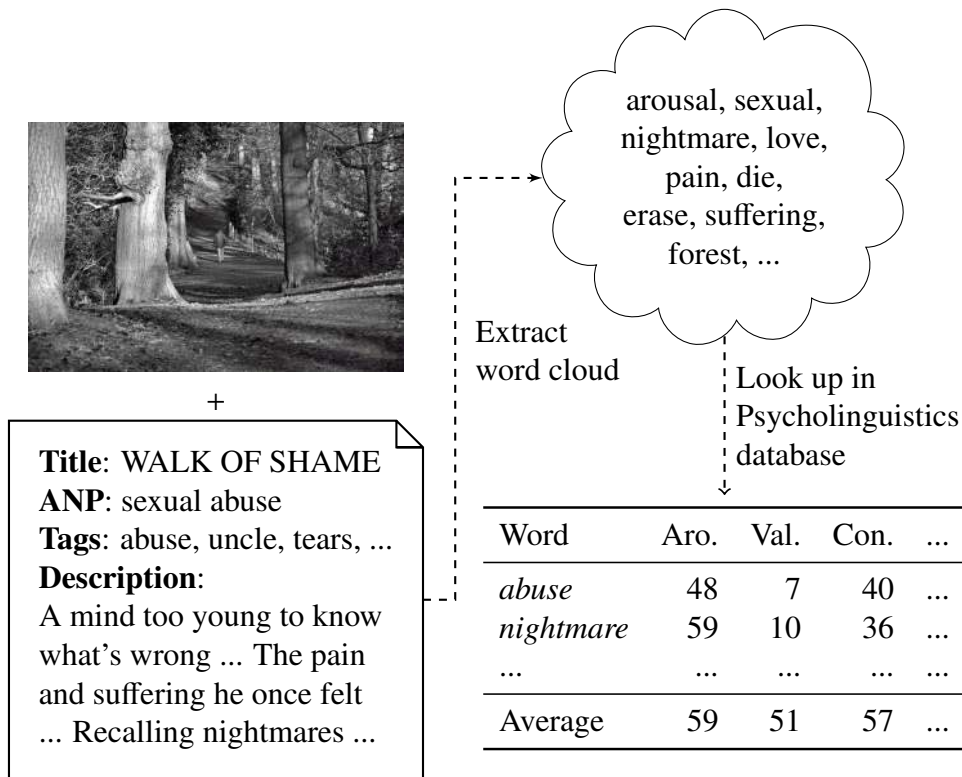 arousal, sexual,
nightmare, love,
pain, die,
erase, suffering,
forest, ...
+
Title: WALK OF SHAME
ANP: sexual abuse
Tags: abuse, uncle, tears, ...
Description:
A mind too young to know
what's wrong ... The pain
and suffering he once felt
... Recalling nightmares ...
Extract
word cloud
Look up in
Psycholinguistics
database
Word Aro. Val. Con. ...
abuse 48 7 40 ...
nightmare 59 10 36 ...
... ... ... ... ...
Average 59 51 57 ...